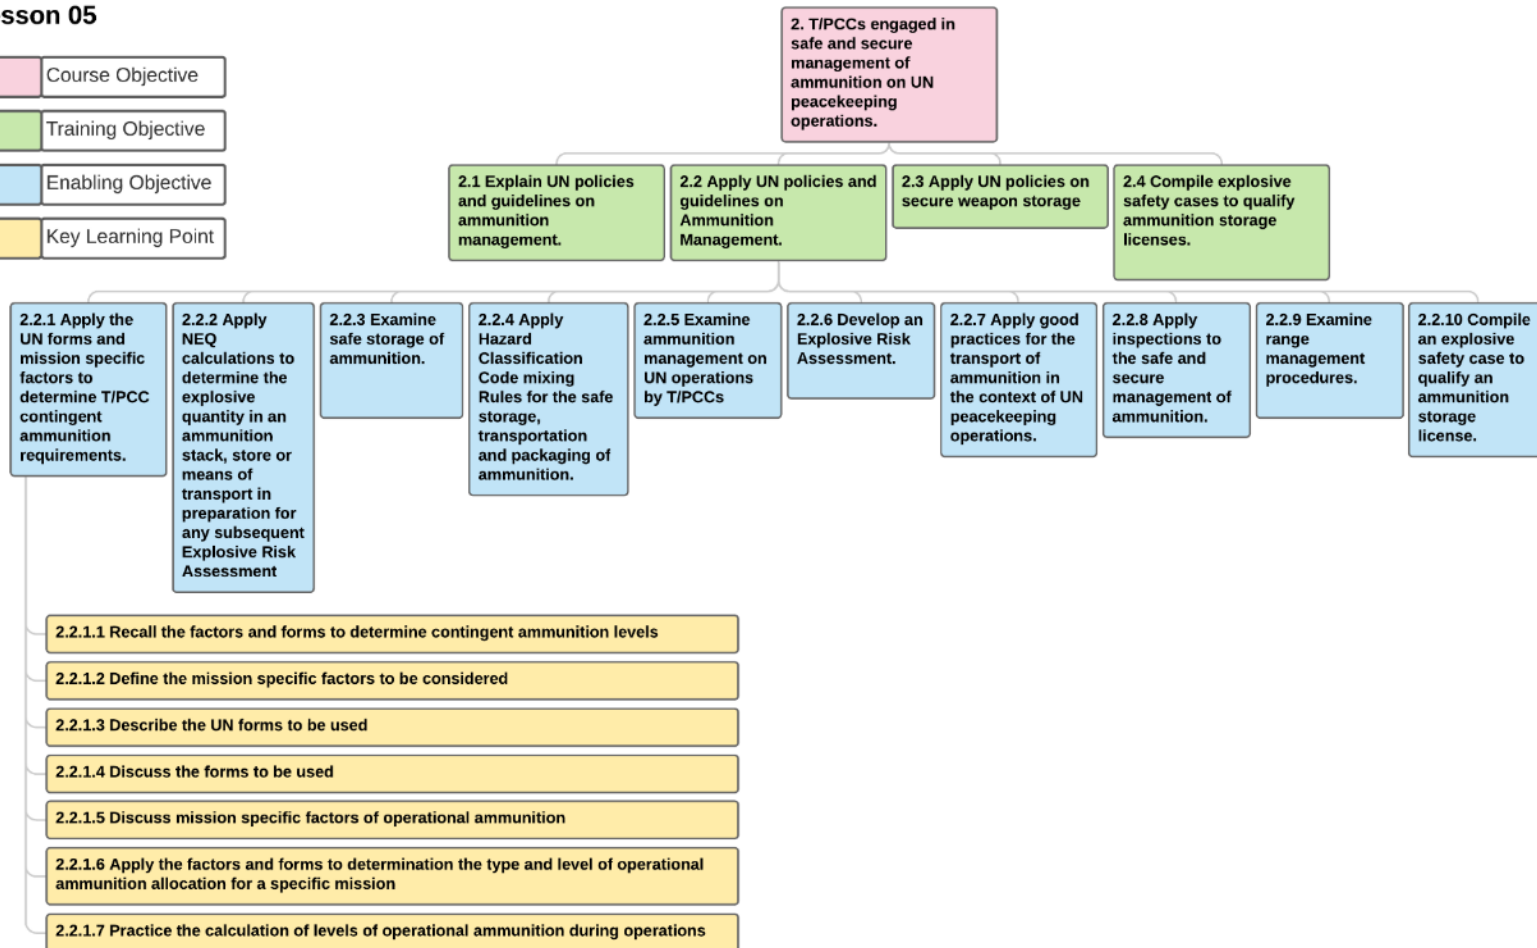 sson 05
Course Objective
Training Objective
Enabling Objective
Key Learning Point
2. T/PCCs engaged in
safe and secure
management of
ammunition on UN
peacekeeping
operations.
2.1 Explain UN policies
and guidelines on
ammunition
management.
2.2 Apply UN policies and
guidelines on
Ammunition
Management.
2.3 Apply UN policies on
secure weapon storage
2.4 Compile explosive
safety cases to qualify
ammunition storage
licenses.
2.2.1 Apply the
UN forms and
mission specific
factors to
determine T/PCC
contingent
ammunition
requirements.
2.2.2 Apply
NEQ
calculations to
determine the
explosive
quantity in an
ammunition
stack, store or
means of
transport in
preparation for
any subsequent
Explosive Risk
Assessment
2.2.3 Examine
safe storage of
ammunition.
2.2.4 Apply
Hazard
Classification
Code mixing
Rules for the safe
storage,
transportation
and packaging of
ammunition.
2.2.5 Examine
ammunition
management on
UN operations
by T/PCCs
2.2.6 Develop an
Explosive Risk
Assessment.
2.2.7 Apply good
practices for the
transport of
ammunition in
the context of UN
peacekeeping
operations.
2.2.8 Apply
inspections to
the safe and
secure
management of
ammunition.
2.2.9 Examine
range
management
procedures.
2.2.10 Compile
an explosive
safety case to
qualify an
ammunition
storage
license.
2.2.1.1 Recall the factors and forms to determine contingent ammunition levels
2.2.1.2 Define the mission specific factors to be considered
2.2.1.3 Describe the UN forms to be used
2.2.1.4 Discuss the forms to be used
2.2.1.5 Discuss mission specific factors of operational ammunition
2.2.1.6 Apply the factors and forms to determination the type and level of operational
ammunition allocation for a specific mission
2.2.1.7 Practice the calculation of levels of operational ammunition during operations